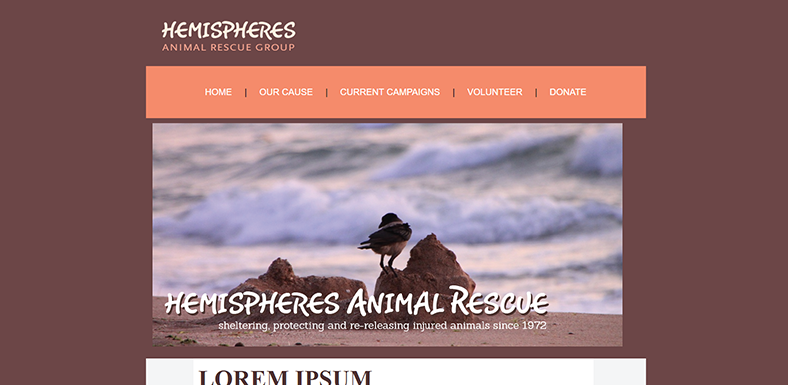 HEMISPHERES
ANIMAL RESCUE GROUP
HOME | OUR CAUSE | CURRENT CAMPAIGNS | VOLUNTEER | DONATE
HEMISPHERES ANIMAL RESCUE
sheltering, protecting and re-releasing injured animals since 1972
LOREM IPSUM